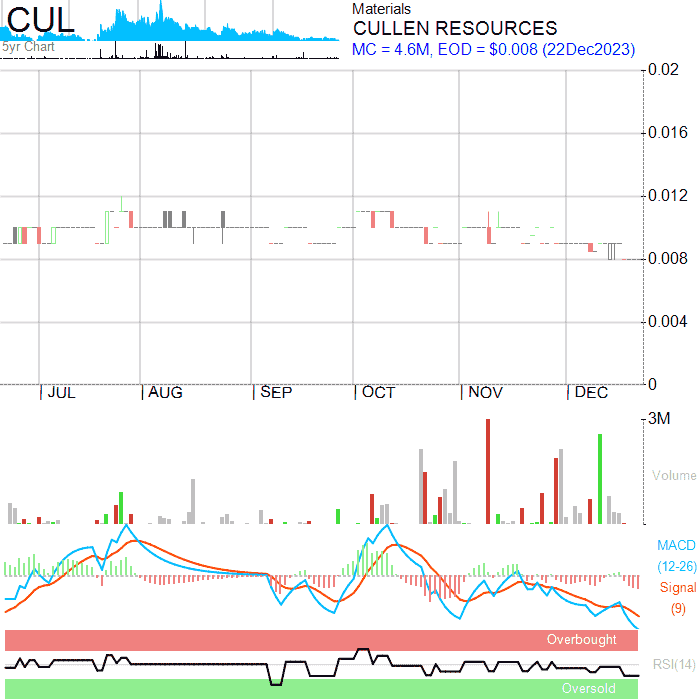 CUL
5yr Chart
Materials
CULLEN RESOURCES
MC = 4.6M, EOD = $0.008 (22Dec2023)
0.02
0.016
0.012
0.008
0.004
0
JUL AUG SEP OCT NOV DEC
3M
Volume
MACD
(12-26)
Signal
(9)
Overbought
RSI(14)
Oversold